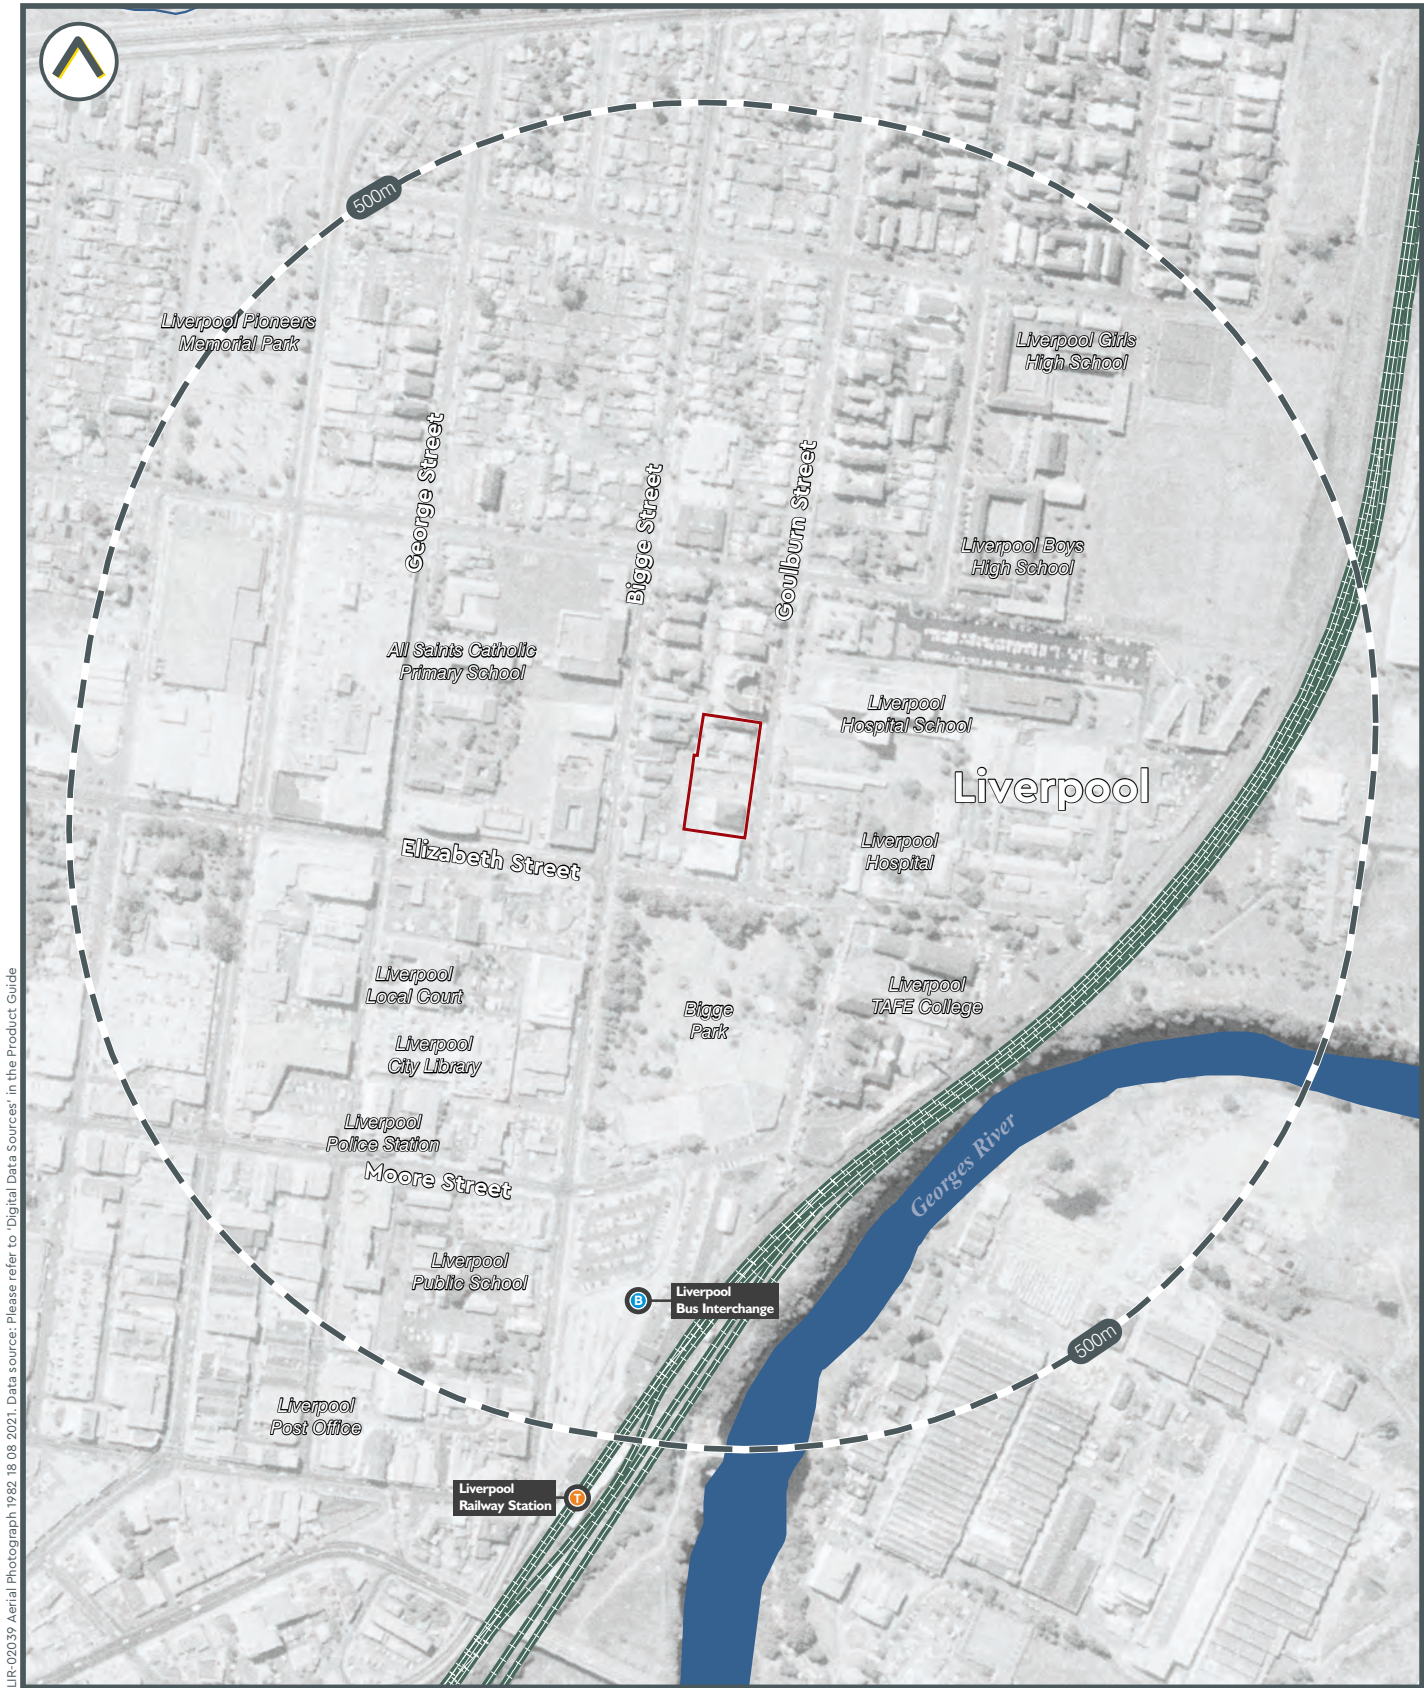 500m
Liverpool Pioneers
Memorial Park
Liverpool Girls
High School
George Street
Bigge Street
Goulburn Street
Liverpool Boys
High School
All Saints Catholic
Primary School
Liverpool
Hospital School
Liverpool
Elizabeth Street
Liverpool
Hospital
Liverpool
Local Court
Liverpool
TAFE College
Bigge
Park
Liverpool
City Library
Liverpool
Police Station
Georges River
Moore Street
Liverpool
Public School
B
Liverpool
Bus Interchange
500m
Liverpool
Post Office
Liverpool
Railway Station
T
LIR-02039 Aerial Photograph 1982 18 08 2021. Data source: Please refer to 'Digital Data Sources' in the Product Guide